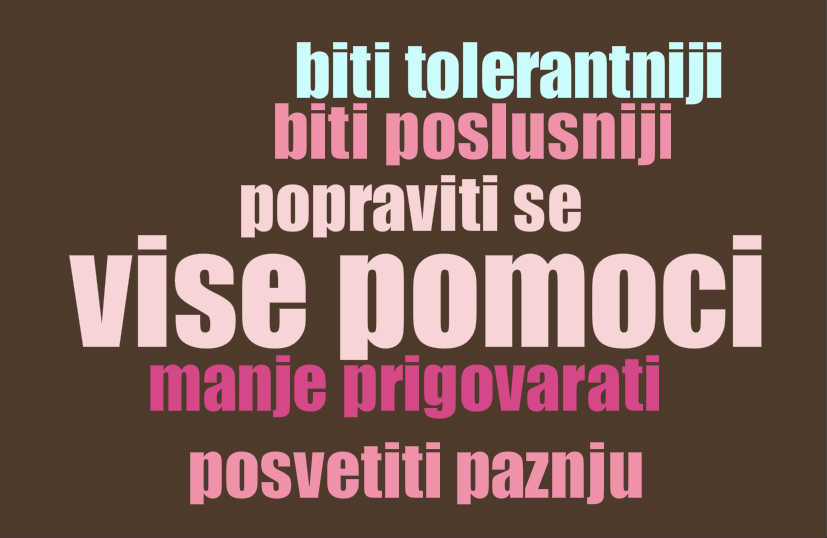 biti tolerantniji
biti poslusniji
popraviti se
vise pomoci
manje prigovarati
posvetiti paznju